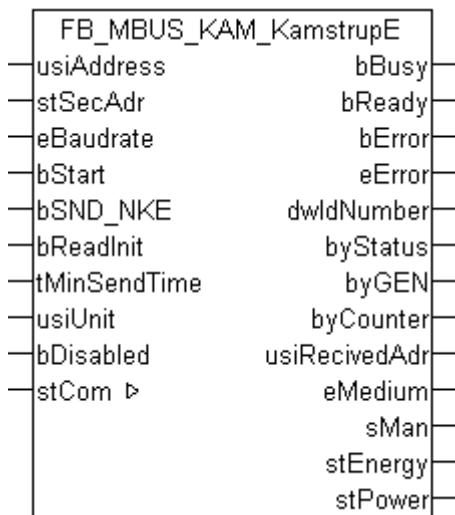 FB_MBUS_KAM_KamstrupE
usiAddress bBusy
stSecAdr bReady
eBaudrate bError
bStart eError
bSND_NKE dwIdNumber
bReadInit byStatus
tMinSendTime byGEN
usiUnit byCounter
bDisabled usiRecivedAdr
stCom ▷ eMedium
sMan
stEnergy
stPower